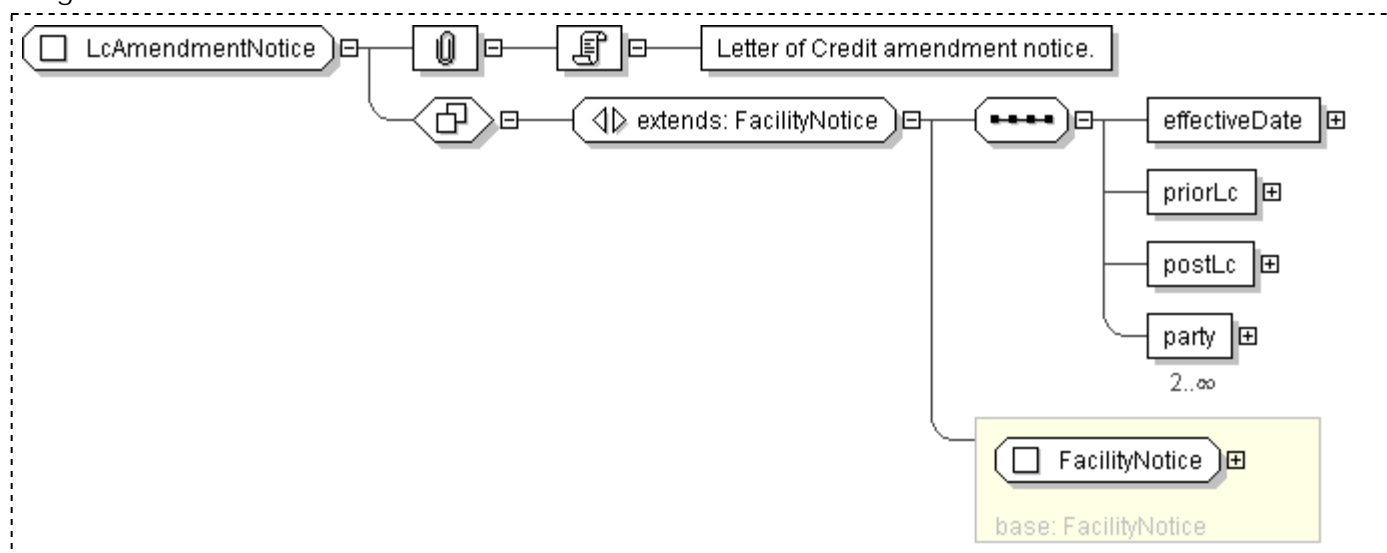 LcAmendmentNotice
Letter of Credit amendment notice.
extends: FacilityNotice
effectiveDate
priorLc
postLc
party
2..∞
FacilityNotice
base: FacilityNotice